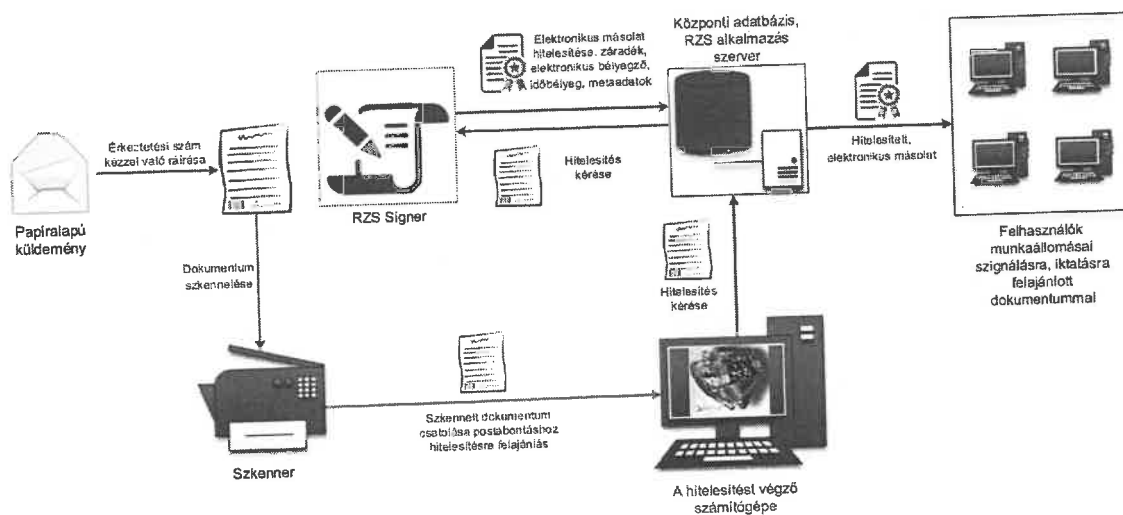 Érkeztetési szám
kézzel való ráírása
Papíralapú
küldemény
Dokumentum
szkennelése
Szkenner
Szkennelt dokumentum
csatolása postabontáshoz
hitelesítésre felajánlás
A hitelesítést végző
számítógépe
Hitelesítés
kérése
Központi adatbázis,
RZS alkalmazás
szerver
Hitelesítés
kérése
RZS Signer
Elektronikus másolat
hitelesítése, záradék,
elektronikus bélyegző,
időbélyeg, metaadatok
Hitelesített,
elektronikus másolat
Felhasználók
munkaállomásai
szignálásra, iktatásra
felajánlott
dokumentummal